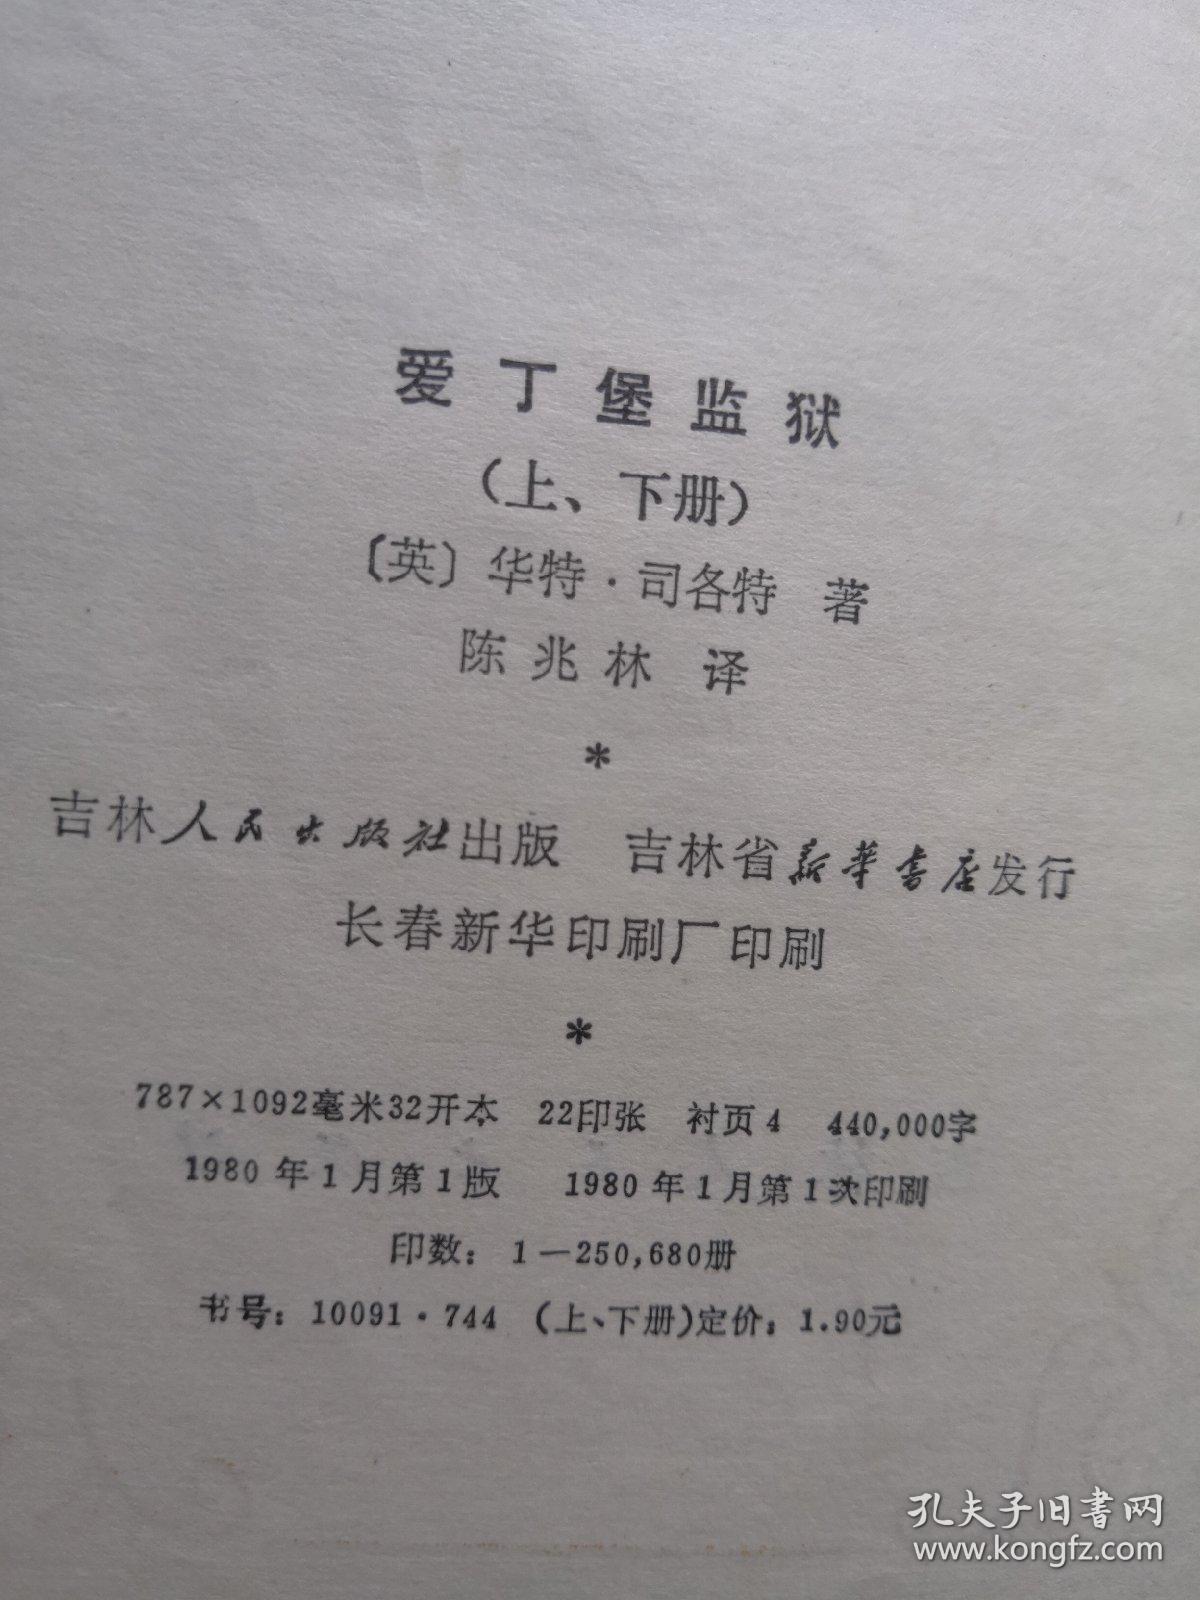 爱丁堡监狱
（上、下册）
〔英〕华特·司各特 著
陈兆林 译
*
吉林人民出版社出版 吉林省新华书店发行
长春新华印刷厂印刷
*
787×1092毫米32开本 22印张 衬页4 440,000字
1980年1月第1版 1980年1月第1次印刷
印数：1—250,680册
书号：10091·744 (上、下册)定价：1.90元
孔夫子旧书网
www.kongfz.com